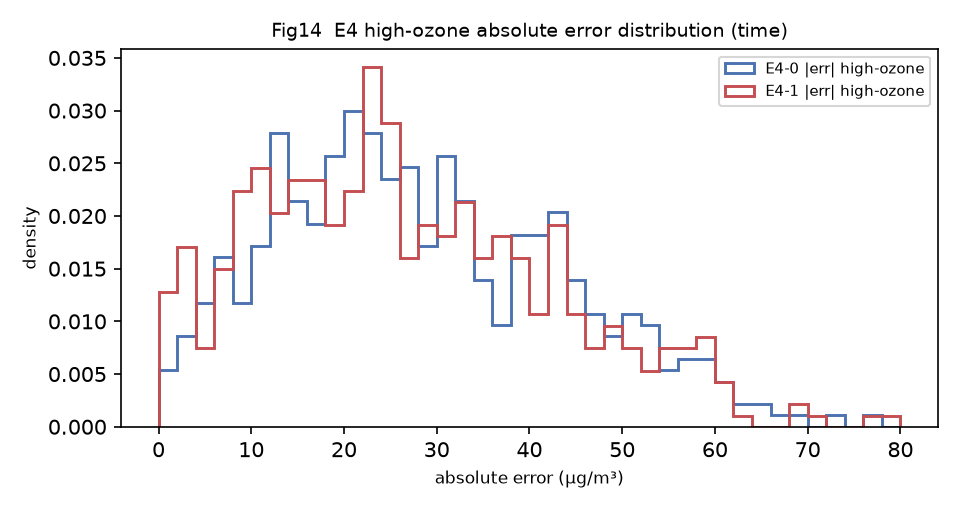 Fig14  E4 high-ozone absolute error distribution (time)
E4-0 |err| high-ozone
E4-1 |err| high-ozone
density
0.035
0.030
0.025
0.020
0.015
0.010
0.005
0.000
0 10 20 30 40 50 60 70 80
absolute error (μg/m³)